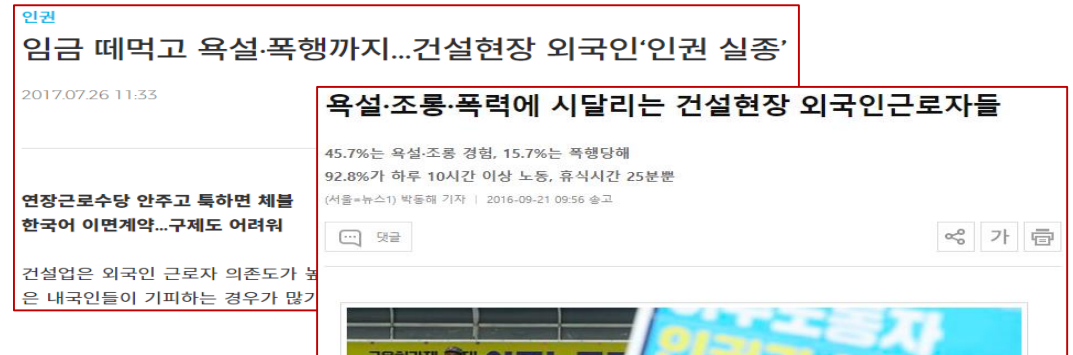 인권
임금 떼먹고 욕설·폭행까지...건설현장 외국인‘인권 실종’
2017.07.26 11:33
연장근로수당 안주고 툭하면 체불
한국어 이면계약...구제도 어려워
건설업은 외국인 근로자 의존도가
은 내국인들이 기피하는 경우가 많기
욕설·조롱·폭력에 시달리는 건설현장 외국인근로자들
45.7%는 욕설·조롱 경험, 15.7%는 폭행당해
92.8%가 하루 10시간 이상 노동, 휴식시간 25분뿐
(서울=뉴스1) 박동해 기자 | 2016-09-21 09:56 송고
댓글
가